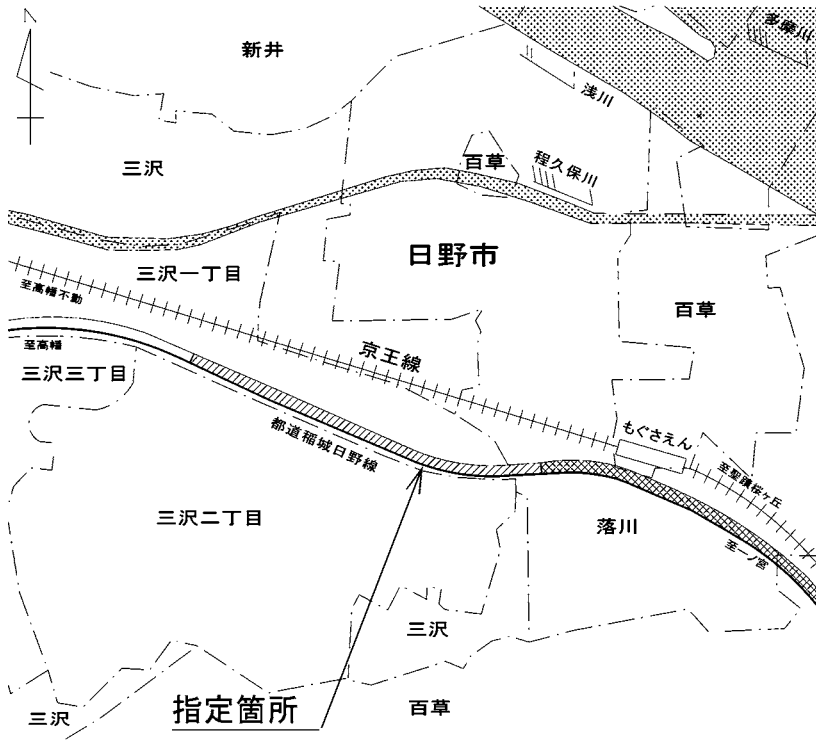 N
新井
多摩川
浅川
三沢
百草
程久保川
日野市
三沢一丁目
至高幡不動
百草
京王線
至高幡
三沢三丁目
もぐさえん
都道稲城日野線
至聖蹟桜ヶ丘
三沢二丁目
落川
至一ノ宮
三沢
指定箇所
百草
三沢